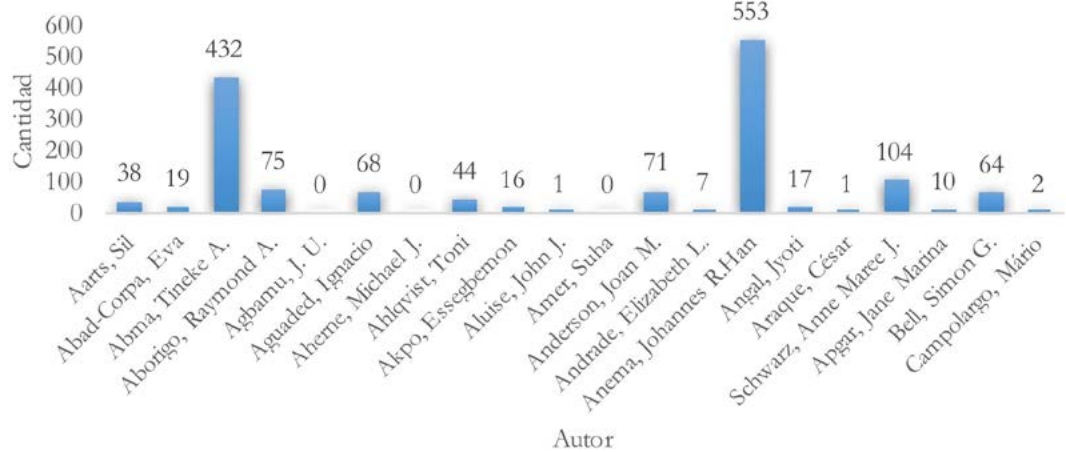 Cantidad
600
500
400
300
200
100
0
38
19
432
75
0
68
0
44
16
1
0
71
7
553
17
1
104
10
64
2
Aarts, Sil
Abad-Corpa, Eva
Abma, Tineke A.
Aborigo, Raymond A.
Agbamu, J. U.
Aguaded, Ignacio
Aherne, Michael J.
Ahlqvist, Toni
Akpo, Essegbemon
Aluise, John J.
Amer, Suha
Anderson, Joan M.
Andrade, Elizabeth L.
Anema, Johannes R.Han
Angal, Jyoti
Araque, César
Schwarz, Anne Maree J.
Apgar, Jane Marina
Bell, Simon G.
Campolargo, Mário
Autor